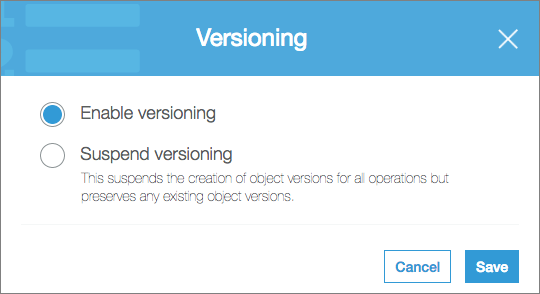 Versioning
Enable versioning
Suspend versioning
This suspends the creation of object versions for all operations but
preserves any existing object versions.
Cancel
Save